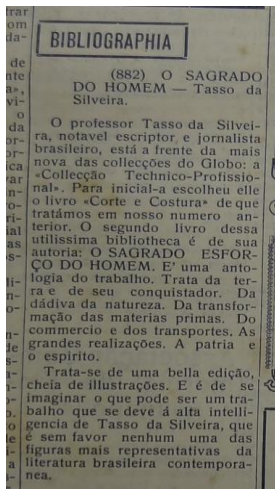 BIBLIOGRAPHIA
(882) O SAGRADO
DO HOMEM — Tasso da
Silveira.
O professor Tasso da Silvei-
ra, notavel escriptor e jornalista
brasileiro, está a frente da mais
nova das collecções do Globo: a
«Collecção Technico-Profissio-
nal». Para inicial-a escolheu elle
o livro «Corte e Costura» de que
tratámos em nosso numero an-
terior. O segundo livro dessa
utilissima bibliotheca é de sua
autoria: O SAGRADO ESFOR-
ÇO DO HOMEM. E' uma anto-
logia do trabalho. Trata da ter-
ra e de seu conquistador. Da
dádiva da natureza. Da transfor-
mação das materias primas. Do
commercio e dos transportes. As
grandes realizações. A patria e
o espirito.
Trata-se de uma bella edição,
cheia de illustrações. E é de se
imaginar o que pode ser um tra-
balho que se deve á alta intelli-
gencia de Tasso da Silveira, que
é sem favor nenhum uma das
figuras mais representativas da
literatura brasileira contempora-
nea.